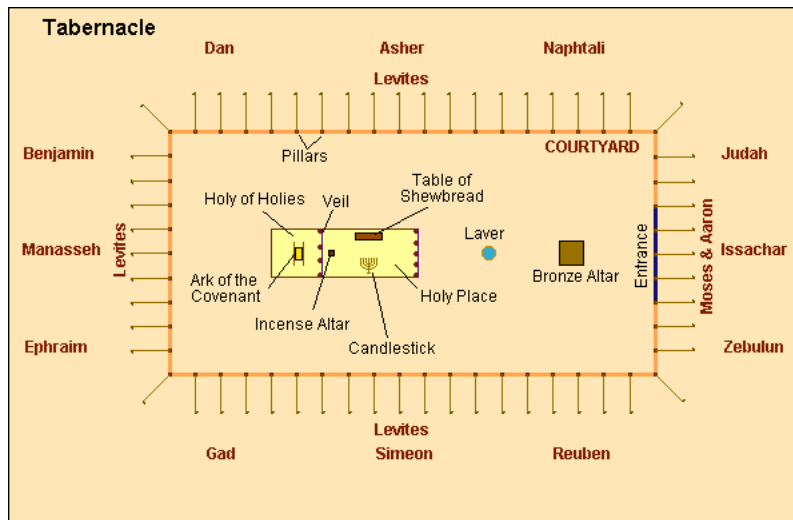 Tabernacle
Dan
Asher
Naphtali
Levites
Benjamin
Pillars
COURTYARD
Judah
Table of
Shewbread
Holy of Holies
Veil
Laver
Manasseh
Levites
Entrance
Moses & Aaron
Issachar
Ark of the
Covenant
Bronze Altar
Holy Place
Incense Altar
Ephraim
Candlestick
Zebulun
Levites
Gad
Simeon
Reuben